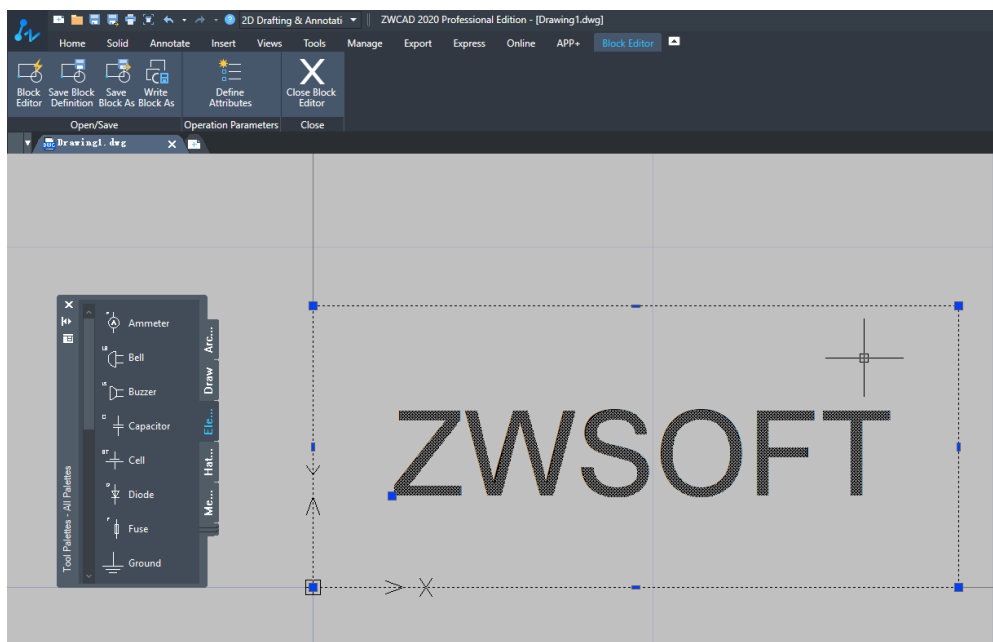 2D Drafting & Annotati
ZWCAD 2020 Professional Edition - [Drawing1.dwg]
Home Solid Annotate Insert Views Tools Manage Export Express Online APP+ Block Editor
Block Editor
Save Block Definition
Save Block As
Write Block As
Define Attributes
Close Block Editor
Open/Save Operation Parameters Close
Drawing1.dwg
Ammeter
Bell
Buzzer
Capacitor
Cell
Diode
Fuse
Ground
Arc...
Draw
Ele...
Hat...
Me...
Tool Palettes - All Palettes
ZWSOFT
X